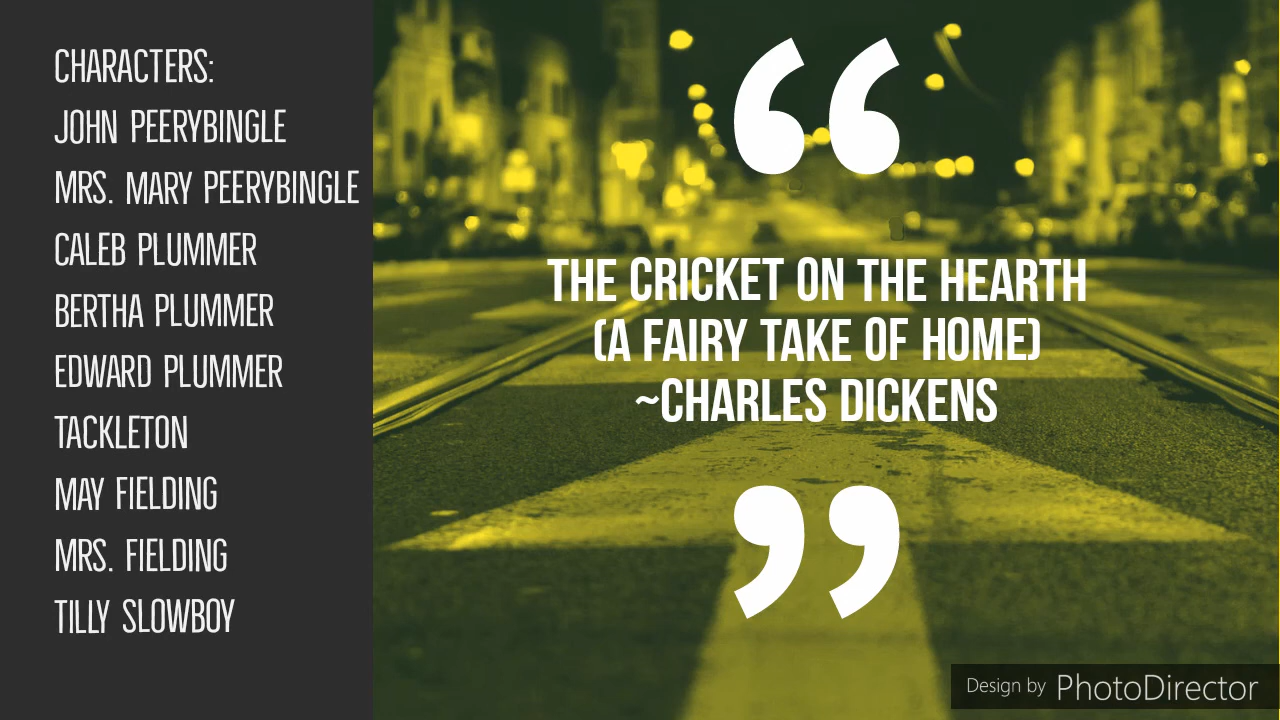 CHARACTERS:
JOHN PEERYBINGLE
MRS. MARY PEERYBINGLE
CALEB PLUMMER
BERTHA PLUMMER
EDWARD PLUMMER
TACKLETON
MAY FIELDING
MRS. FIELDING
TILLY SLOWBOY
“
THE CRICKET ON THE HEARTH
(A FAIRY TAKE OF HOME)
~CHARLES DICKENS
”
Design by PhotoDirector